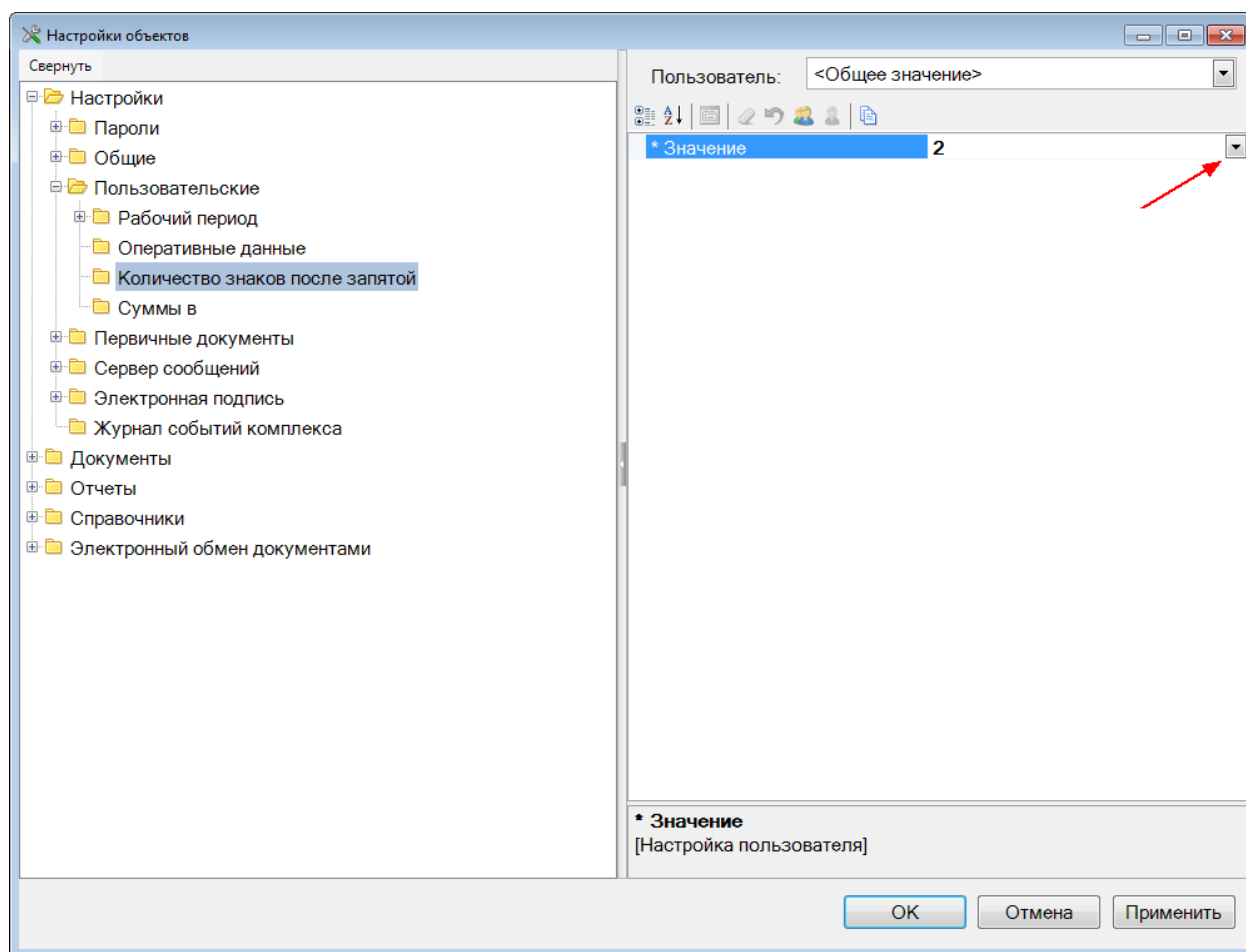 Настройки объектов
Свернуть
Настройки
Пароли
Общие
Пользовательские
Рабочий период
Оперативные данные
Количество знаков после запятой
Суммы в
Первичные документы
Сервер сообщений
Электронная подпись
Журнал событий комплекса
Документы
Отчеты
Справочники
Электронный обмен документами
Пользователь: <Общее значение>
* Значение 2
* Значение
[Настройка пользователя]
OK Отмена Применить